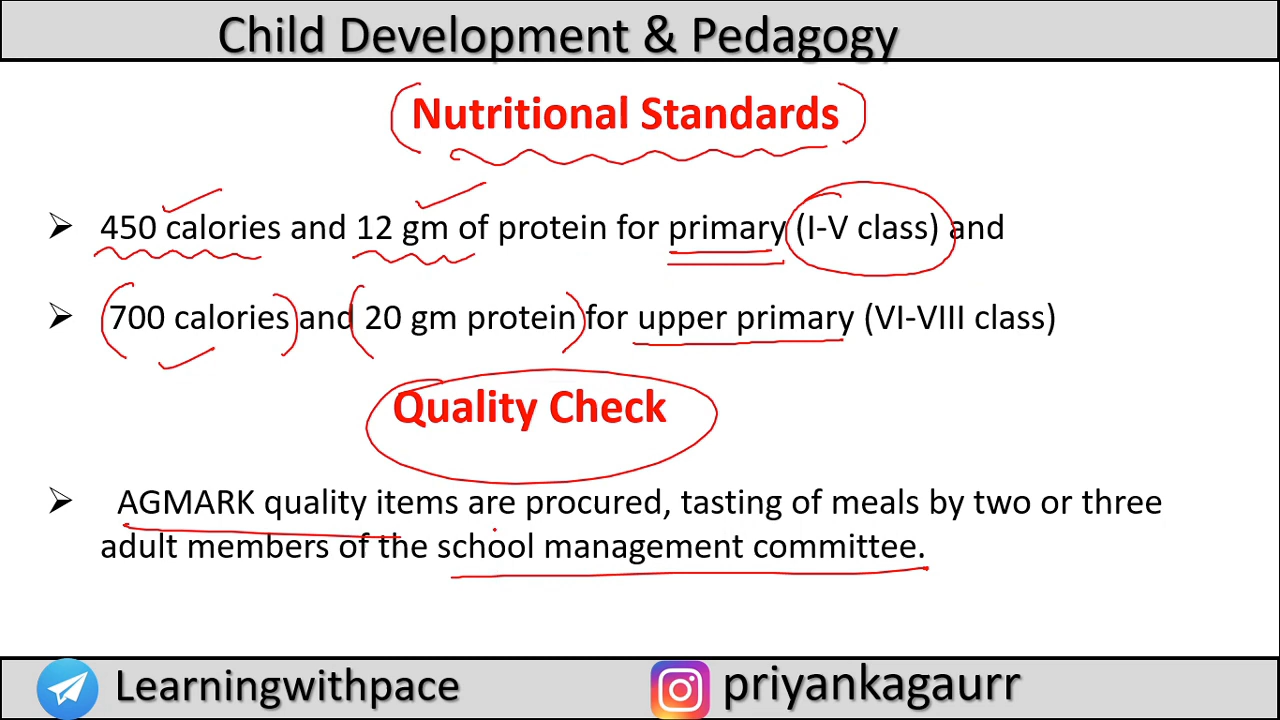 Child Development & Pedagogy
Nutritional Standards
450 calories and 12 gm of protein for primary (I-V class) and
700 calories and 20 gm protein for upper primary (VI-VIII class)
Quality Check
AGMARK quality items are procured, tasting of meals by two or three
adult members of the school management committee.
Learningwithpace
priyankagaurr